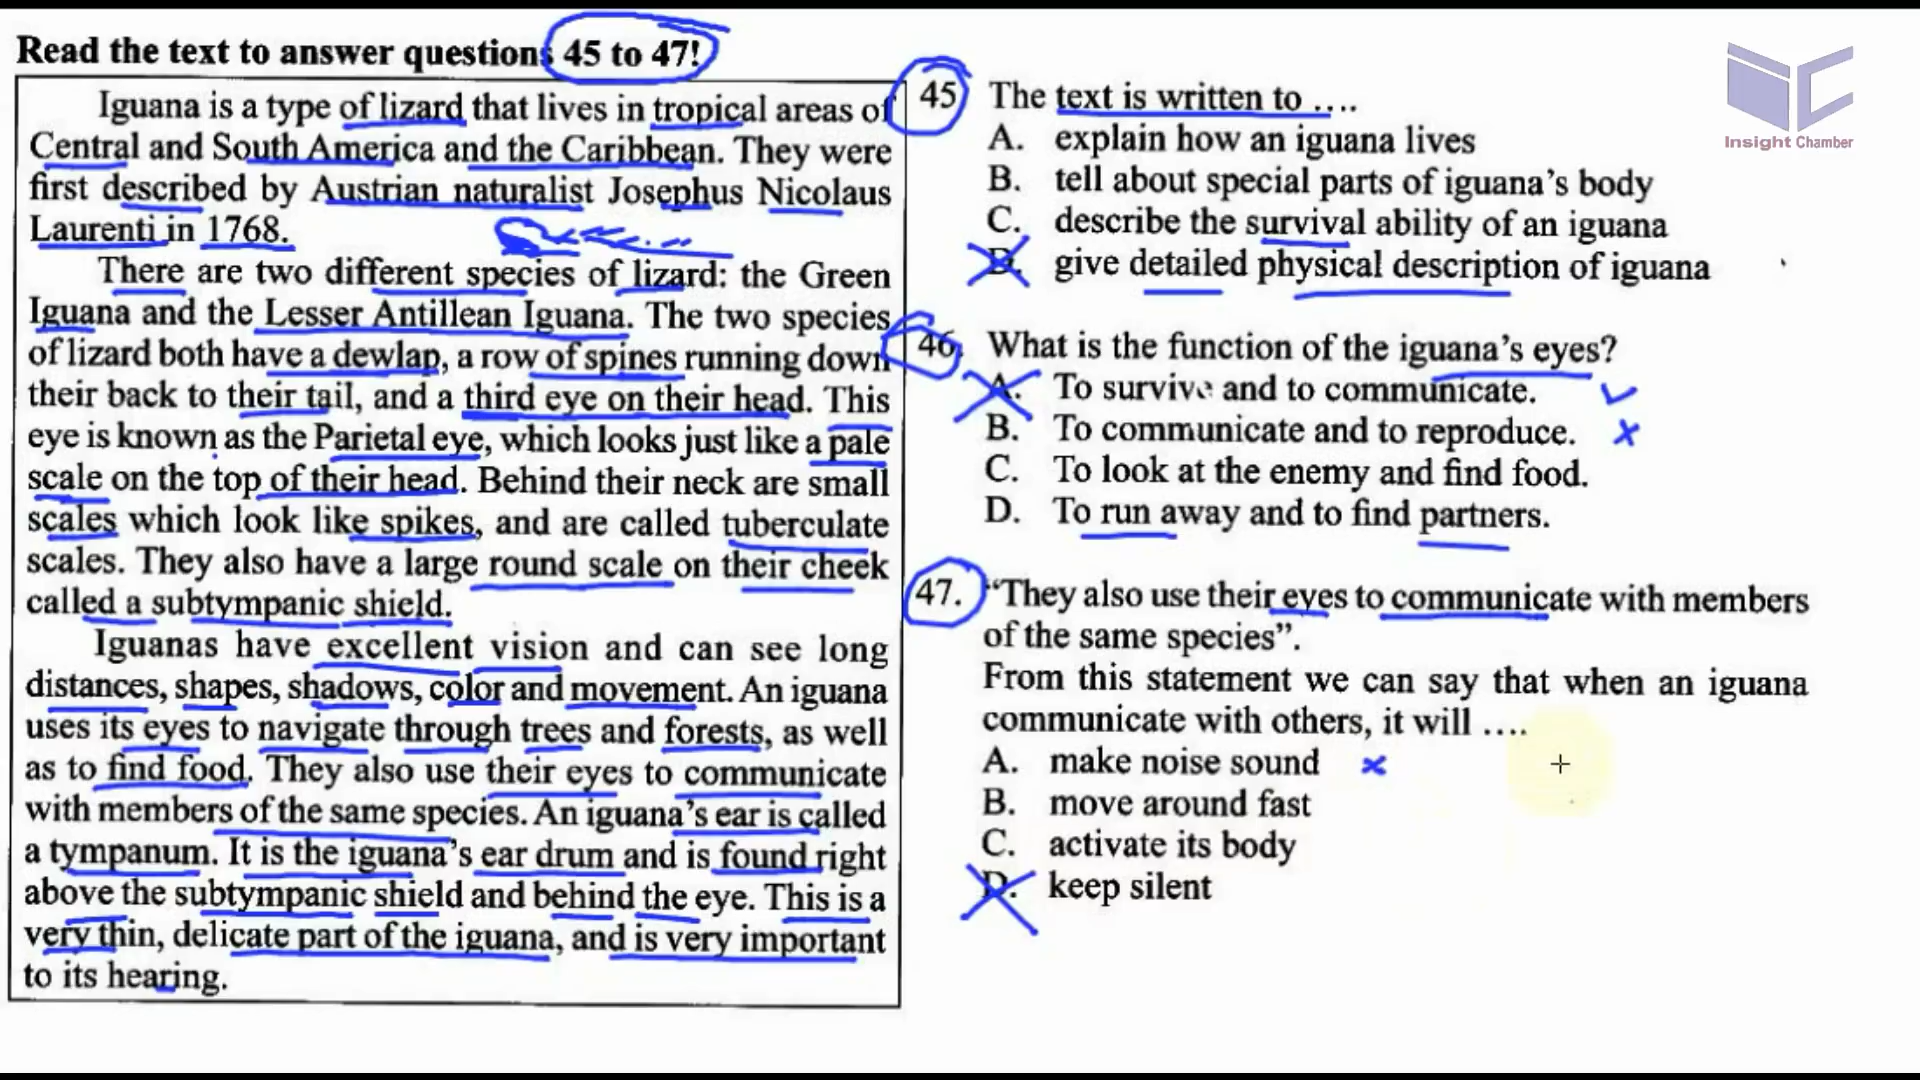 Read the text to answer questions 45 to 47!
Iguana is a type of lizard that lives in tropical areas of
Central and South America and the Caribbean. They were
first described by Austrian naturalist Josephus Nicolaus
Laurenti in 1768.
There are two different species of lizard: the Green
Iguana and the Lesser Antillean Iguana. The two species
of lizard both have a dewlap, a row of spines running down
their back to their tail, and a third eye on their head. This
eye is known as the Parietal eye, which looks just like a pale
scale on the top of their head. Behind their neck are small
scales which look like spikes, and are called tuberculate
scales. They also have a large round scale on their cheek
called a subtympanic shield.
Iguanas have excellent vision and can see long
distances, shapes, shadows, color and movement. An iguana
uses its eyes to navigate through trees and forests, as well
as to find food. They also use their eyes to communicate
with members of the same species. An iguana's ear is called
a tympanum. It is the iguana's ear drum and is found right
above the subtympanic shield and behind the eye. This is a
very thin, delicate part of the iguana, and is very important
to its hearing.
45 The text is written to ....
A. explain how an iguana lives
B. tell about special parts of iguana's body
C. describe the survival ability of an iguana
D. give detailed physical description of iguana
46. What is the function of the iguana's eyes?
A. To survive and to communicate.
B. To communicate and to reproduce.
C. To look at the enemy and find food.
D. To run away and to find partners.
47. "They also use their eyes to communicate with members
of the same species".
From this statement we can say that when an iguana
communicate with others, it will ....
A. make noise sound
B. move around fast
C. activate its body
D. keep silent
Insight Chamber